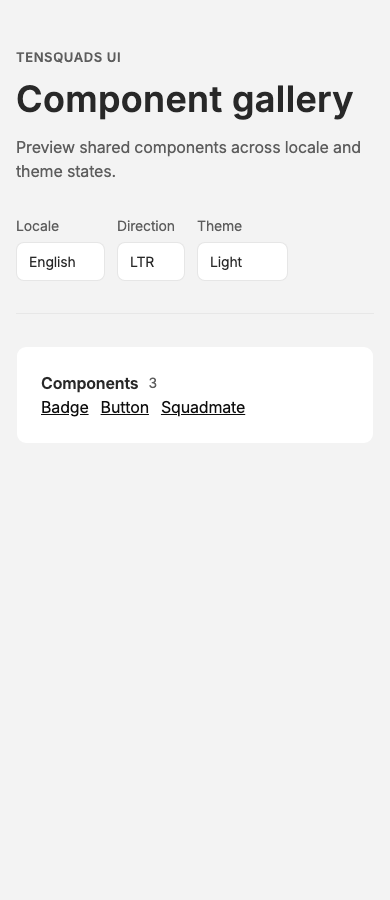 TENSQUADS UI
Component gallery
Preview shared components across locale and
theme states.
Locale Direction Theme
English LTR Light
Components 3
Badge Button Squadmate